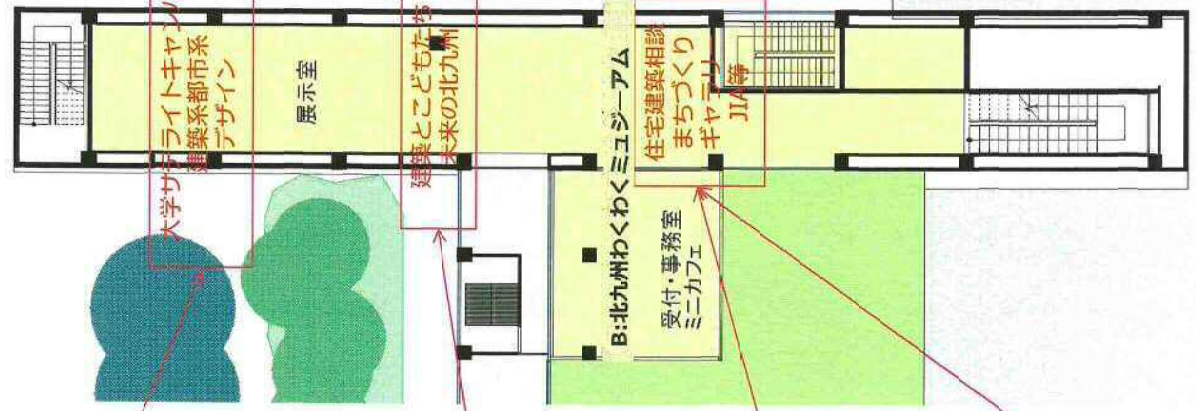 大学サテライトキャンパ
建築系都市系
デザイン
展示室
建築とこどもたち
未来の北九州
B:北九州わくわくミュジーアム
住宅建築相談
まちづくり
ギャラリー
JIA等
受付・事務室
ミニカフェ